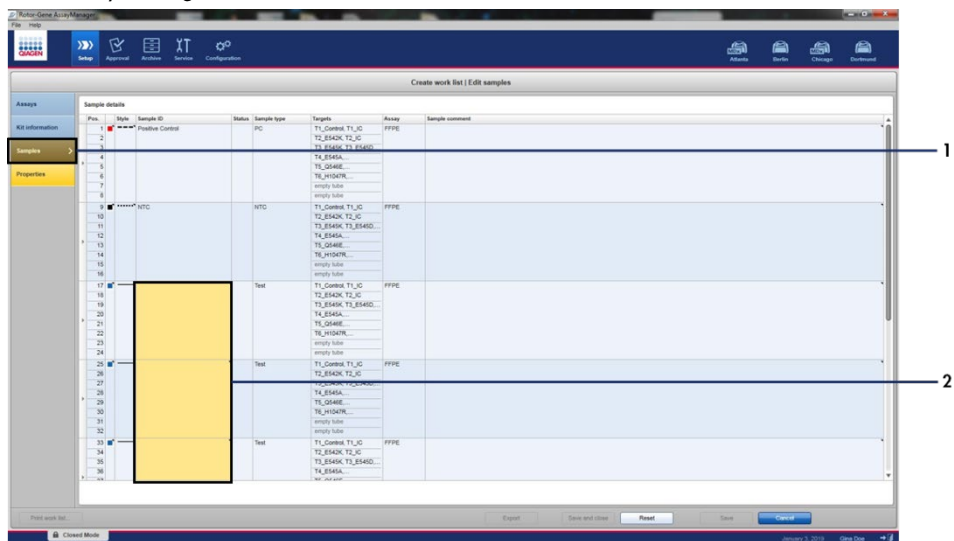 Rotor-Gene AssayManager
File Help
QIAGEN
Setup Approval Archive Service Configuration
Atlanta Berlin Chicago Dortmund
Create work list | Edit samples
Assays
Kit information
Samples
Properties
Sample details
Pos. Style Sample ID Status Sample type Targets Assay Sample comment
1 Positive Control PC T1_Control, T1_IC FFPE
2 T2_E542K, T2_IC
3 T3_E545K, T3_E545D
4 T4_E545A,...
5 T5_Q546E,...
6 T6_H1047R,...
7 empty tube
8 empty tube
9 NTC NTC T1_Control, T1_IC FFPE
10 T2_E542K, T2_IC
11 T3_E545K, T3_E545D,...
12 T4_E545A,...
13 T5_Q546E,...
14 T6_H1047R,...
15 empty tube
16 empty tube
17 Test T1_Control, T1_IC FFPE
18 T2_E542K, T2_IC
19 T3_E545K, T3_E545D,...
20 T4_E545A,...
21 T5_Q546E,...
22 T6_H1047R,...
23 empty tube
24 empty tube
25 Test T1_Control, T1_IC FFPE
26 T2_E542K, T2_IC
27
28 T4_E545A,...
29 T5_Q546E,...
30 T6_H1047R,...
31 empty tube
32 empty tube
33 Test T1_Control, T1_IC FFPE
34 T2_E542K, T2_IC
35 T3_E545K, T3_E545D,...
36 T4_E545A,...
1
2
Print work list
Export Save and close Reset Save Cancel
Closed Mode
January 3, 2019 Gina Doe